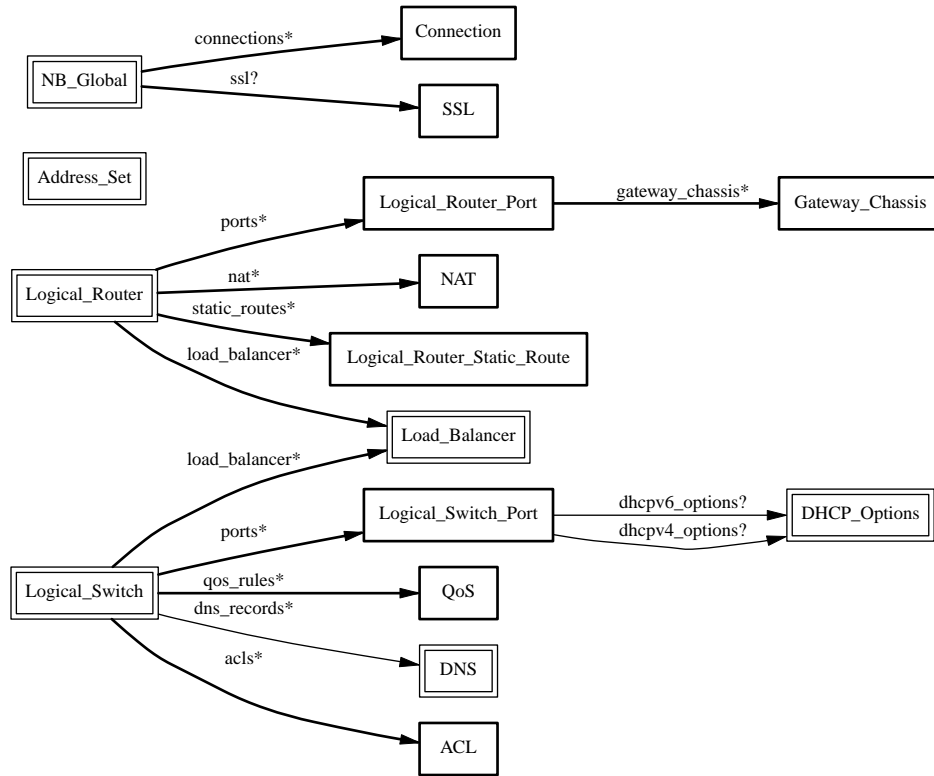 connections*
Connection
NB_Global
ssl?
SSL
Address_Set
Logical_Router_Port
gateway_chassis*
Gateway_Chassis
ports*
nat*
NAT
Logical_Router
static_routes*
Logical_Router_Static_Route
load_balancer*
Load_Balancer
load_balancer*
Logical_Switch_Port
dhcpv6_options?
DHCP_Options
dhcpv4_options?
ports*
qos_rules*
QoS
Logical_Switch
dns_records*
DNS
acls*
ACL